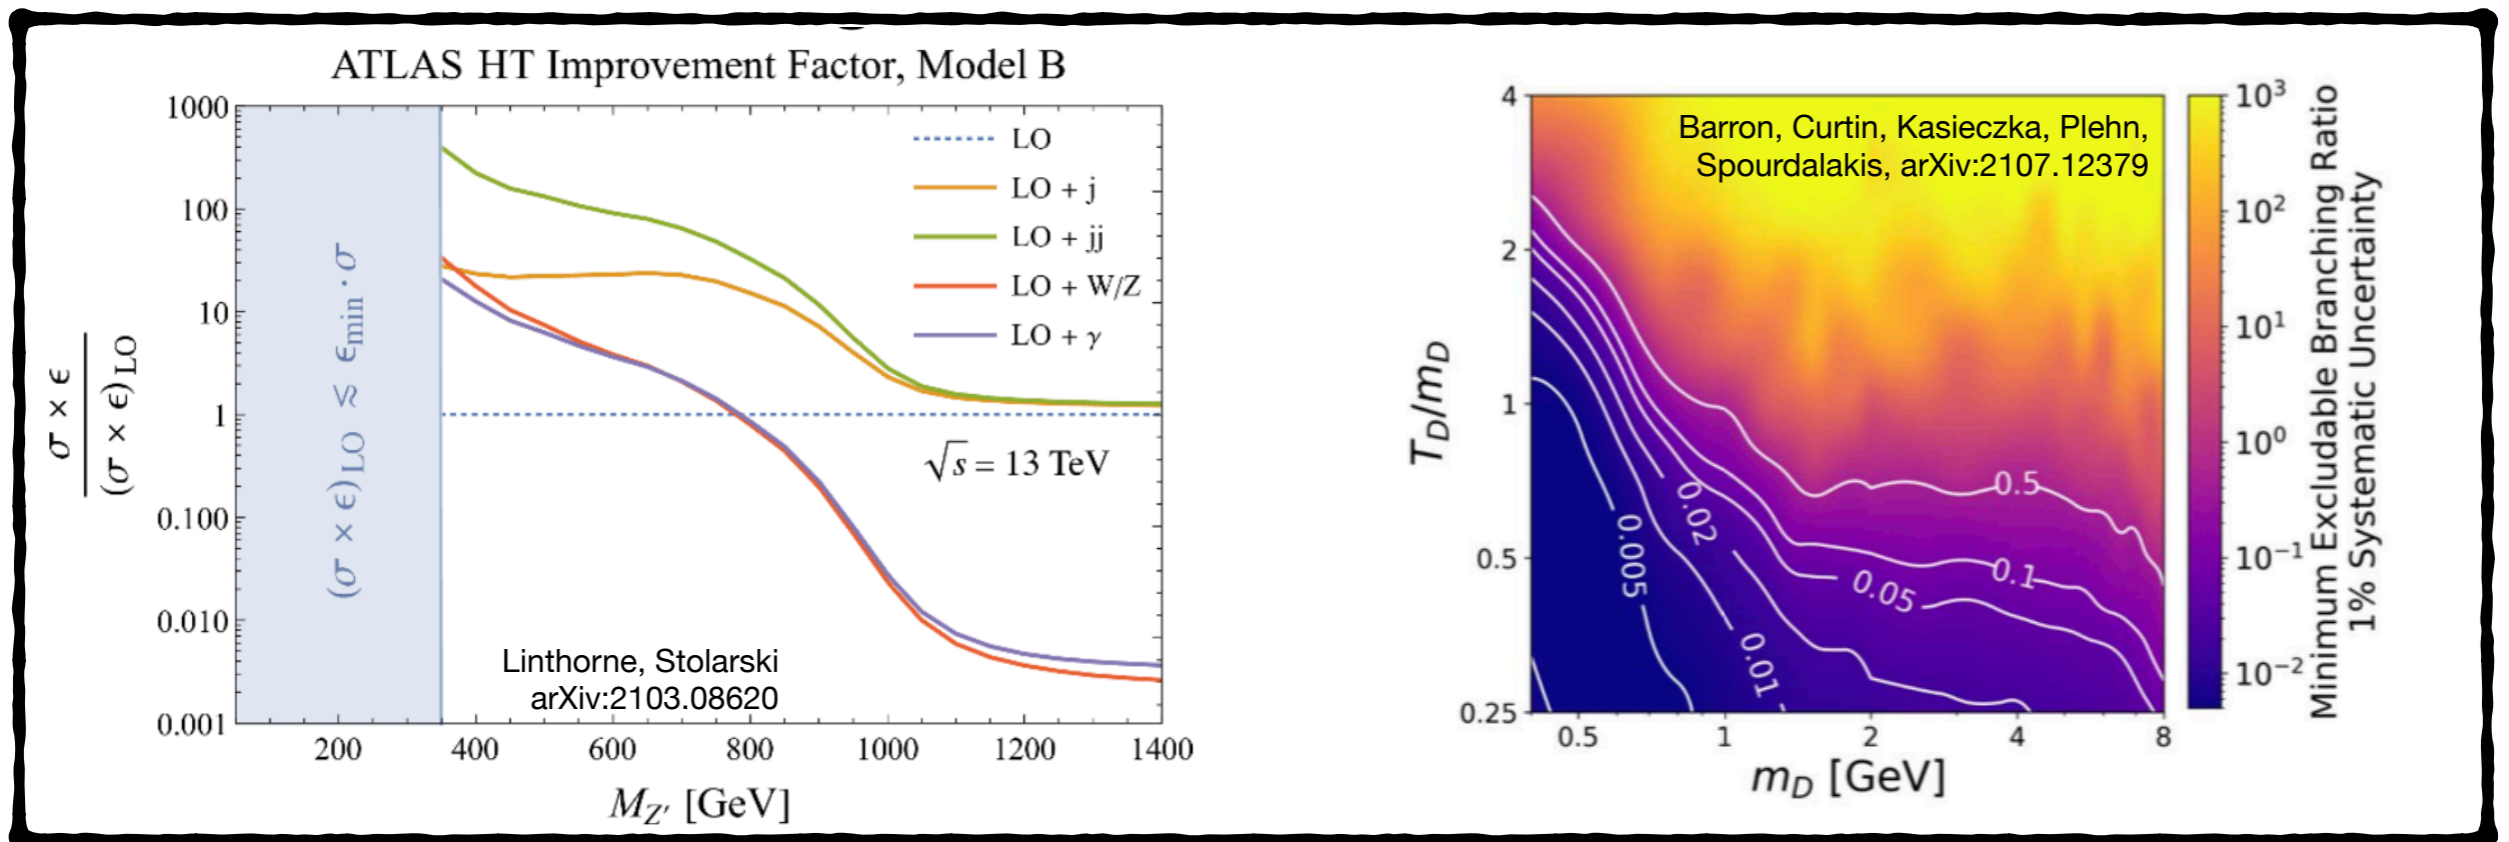 ATLAS HT Improvement Factor, Model B
1000
100
10
1
0.100
0.010
0.001
σ × ϵ
(σ × ϵ)LO
(σ × ϵ)LO ≲ ϵmin · σ
LO
LO + j
LO + jj
LO + W/Z
LO + γ
√s = 13 TeV
Linthorne, Stolarski
arXiv:2103.08620
200 400 600 800 1000 1200 1400
MZ′ [GeV]
Barron, Curtin, Kasieczka, Plehn,
Spourdalakis, arXiv:2107.12379
4
2
1
0.5
0.25
TD/mD
0.5
0.1
0.05
0.02
0.01
0.005
0.5 1 2 4 8
mD [GeV]
10³
10²
10¹
10⁰
10⁻¹
10⁻²
Minimum Excludable Branching Ratio
1% Systematic Uncertainty